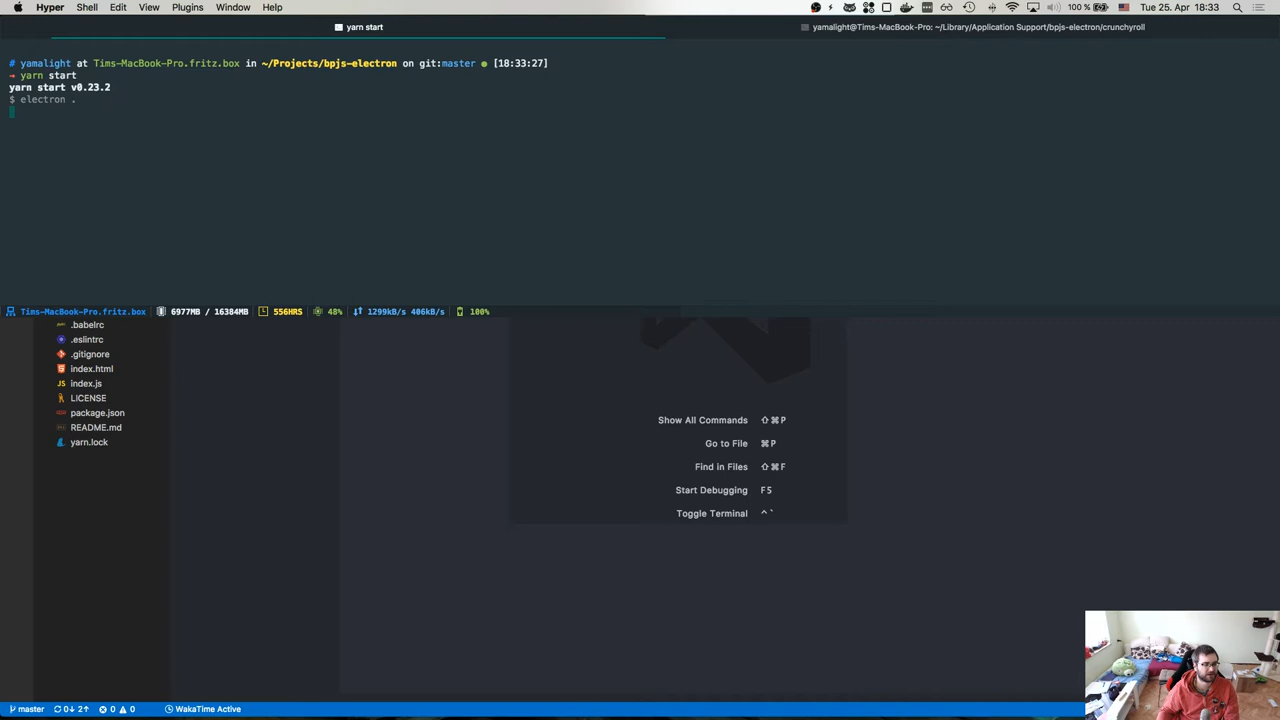 Hyper Shell Edit View Plugins Window Help 100 % Tue 25. Apr 18:33
yarn start yamalight@Tims-MacBook-Pro: ~/Library/Application Support/bpjs-electron/crunchyroll
# yamalight at Tims-MacBook-Pro.fritz.box in ~/Projects/bpjs-electron on git:master ● [18:33:27]
→ yarn start
yarn start v0.23.2
$ electron .
Tims-MacBook-Pro.fritz.box 6977MB / 16384MB 556HRS 48% 1299kB/s 406kB/s 100%
.babelrc
.eslintrc
.gitignore
index.html
JS index.js
LICENSE
package.json
README.md
yarn.lock
Show All Commands ⇧⌘P
Go to File ⌘P
Find in Files ⇧⌘F
Start Debugging F5
Toggle Terminal ^`
master 0↓ 2↑ 0 0 WakaTime Active